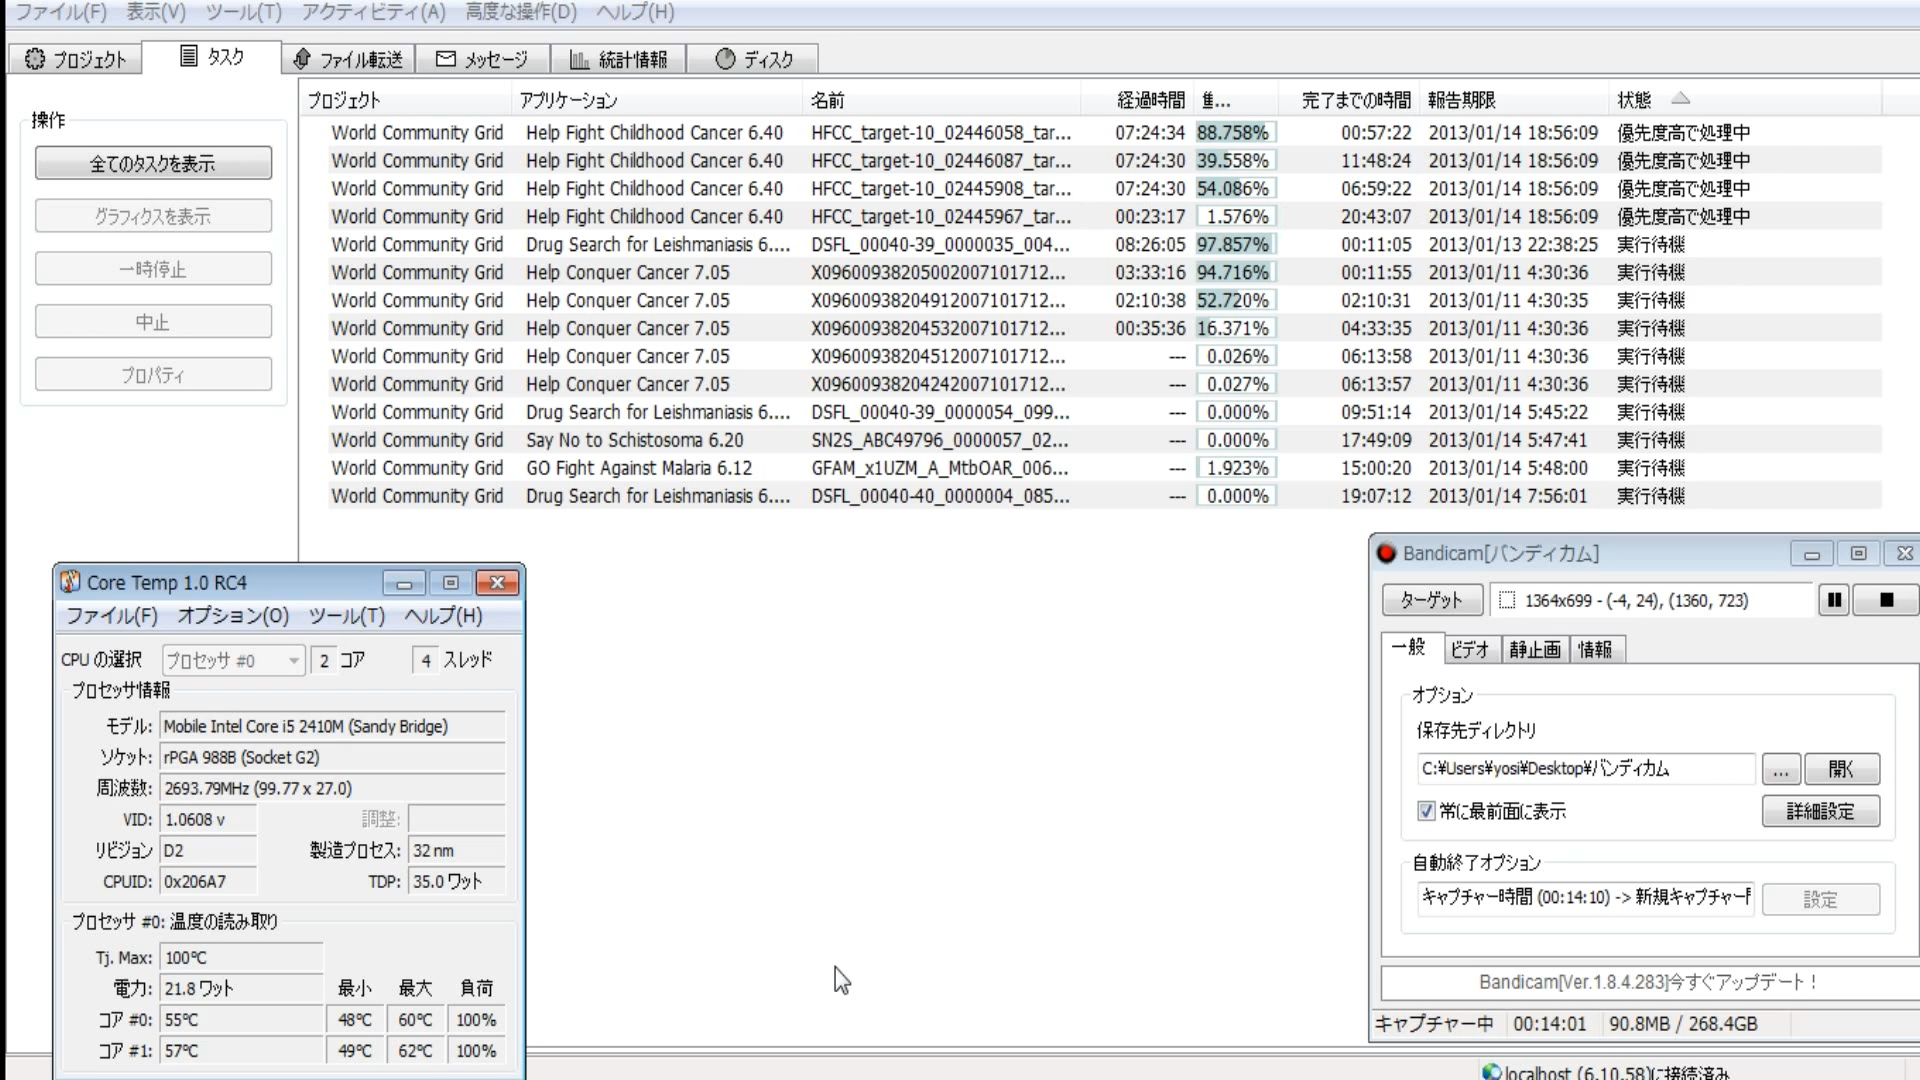 ファイル(F) 表示(V) ツール(T) アクティビティ(A) 高度な操作(D) ヘルプ(H)
プロジェクト タスク ファイル転送 メッセージ 統計情報 ディスク
操作
全てのタスクを表示
グラフィクスを表示
一時停止
中止
プロパティ
プロジェクト アプリケーション 名前 経過時間 進... 完了までの時間 報告期限 状態
World Community Grid Help Fight Childhood Cancer 6.40 HFCC_target-10_02446058_tar... 07:24:34 88.758% 00:57:22 2013/01/14 18:56:09 優先度高で処理中
World Community Grid Help Fight Childhood Cancer 6.40 HFCC_target-10_02446087_tar... 07:24:30 39.558% 11:48:24 2013/01/14 18:56:09 優先度高で処理中
World Community Grid Help Fight Childhood Cancer 6.40 HFCC_target-10_02445908_tar... 07:24:30 54.086% 06:59:22 2013/01/14 18:56:09 優先度高で処理中
World Community Grid Help Fight Childhood Cancer 6.40 HFCC_target-10_02445967_tar... 00:23:17 1.576% 20:43:07 2013/01/14 18:56:09 優先度高で処理中
World Community Grid Drug Search for Leishmaniasis 6.... DSFL_00040-39_0000035_004... 08:26:05 97.857% 00:11:05 2013/01/13 22:38:25 実行待機
World Community Grid Help Conquer Cancer 7.05 X0960093820500200710​1712... 03:33:16 94.716% 00:11:55 2013/01/11 4:30:36 実行待機
World Community Grid Help Conquer Cancer 7.05 X096009382049120071​01712... 02:10:38 52.720% 02:10:31 2013/01/11 4:30:35 実行待機
World Community Grid Help Conquer Cancer 7.05 X096009382045320071​01712... 00:35:36 16.371% 04:33:35 2013/01/11 4:30:36 実行待機
World Community Grid Help Conquer Cancer 7.05 X096009382045120071​01712... --- 0.026% 06:13:58 2013/01/11 4:30:36 実行待機
World Community Grid Help Conquer Cancer 7.05 X096009382042420071​01712... --- 0.027% 06:13:57 2013/01/11 4:30:36 実行待機
World Community Grid Drug Search for Leishmaniasis 6.... DSFL_00040-39_0000054_099... --- 0.000% 09:51:14 2013/01/14 5:45:22 実行待機
World Community Grid Say No to Schistosoma 6.20 SN2S_ABC49796_0000057_02... --- 0.000% 17:49:09 2013/01/14 5:47:41 実行待機
World Community Grid GO Fight Against Malaria 6.12 GFAM_x1UZM_A_MtbOAR_006... --- 1.923% 15:00:20 2013/01/14 5:48:00 実行待機
World Community Grid Drug Search for Leishmaniasis 6.... DSFL_00040-40_0000004_085... --- 0.000% 19:07:12 2013/01/14 7:56:01 実行待機
Core Temp 1.0 RC4
ファイル(F) オプション(O) ツール(T) ヘルプ(H)
CPU の選択 プロセッサ #0 2 コア 4 スレッド
プロセッサ情報
モデル: Mobile Intel Core i5 2410M (Sandy Bridge)
ソケット: rPGA 988B (Socket G2)
周波数: 2693.79MHz (99.77 x 27.0)
VID: 1.0608 v 調整:
リビジョン D2 製造プロセス: 32 nm
CPUID: 0x206A7 TDP: 35.0 ワット
プロセッサ #0: 温度の読み取り
Tj. Max: 100℃
電力: 21.8 ワット 最小 最大 負荷
コア #0: 55℃ 48℃ 60℃ 100%
コア #1: 57℃ 49℃ 62℃ 100%
Bandicam[バンディカム]
ターゲット 1364x699 - (-4, 24), (1360, 723)
一般 ビデオ 静止画 情報
オプション
保存先ディレクトリ
C:¥Users¥yosi¥Desktop¥バンディカム ... 開く
常に最前面に表示 詳細設定
自動終了オプション
キャプチャー時間 (00:14:10) -> 新規キャプチャー 設定
Bandicam[Ver.1.8.4.283]今すぐアップデート！
キャプチャー中 00:14:01 90.8MB / 268.4GB
localhost (6.10.58)に接続済み